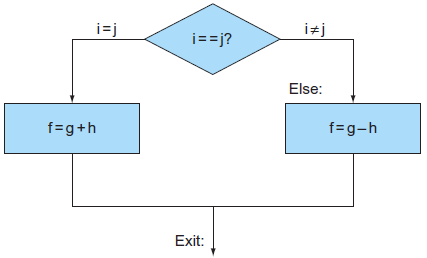 i=j
i==j?
i≠j
Else:
f=g+h
f=g–h
Exit: